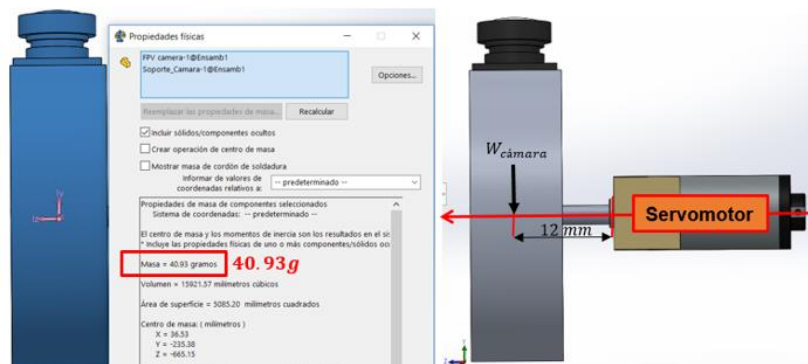 Propiedades físicas
FPV camera-1@Ensamb1
Soporte_Camara-1@Ensamb1
Opciones...
Reemplazar las propiedades de masa...
Recalcular
Incluir sólidos/componentes ocultos
Crear operación de centro de masa
Mostrar masa de cordón de soldadura
Informar de valores de
coordenadas relativos a:
-- predeterminado --
Propiedades de masa de componentes seleccionados
Sistema de coordenadas: -- predeterminado --
El centro de masa y los momentos de inercia son los resultados en el sis
* Incluye las propiedades físicas de uno o más componentes/sólidos oc
Masa = 40.93 gramos
40.93g
Volumen = 15921.57 milímetros cúbicos
Área de superficie = 5085.20 milímetros cuadrados
Centro de masa: ( milímetros )
X = 36.53
Y = -235.38
Z = -665.15
W cámara
12 mm
Servomotor